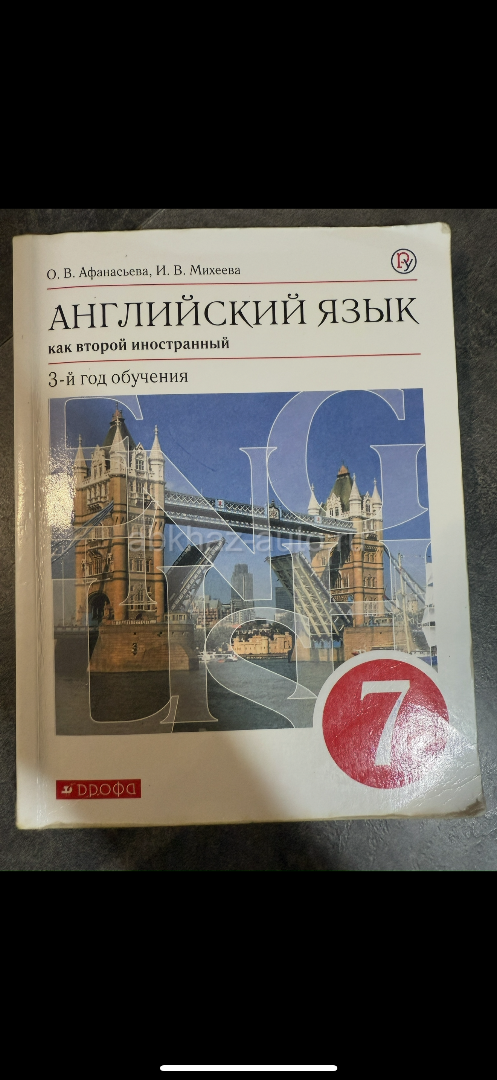 О. В. Афанасьева, И. В. Михеева
АНГЛИЙСКИЙ ЯЗЫК
как второй иностранный
3-й год обучения
ENGLISH
7
ДРОФА